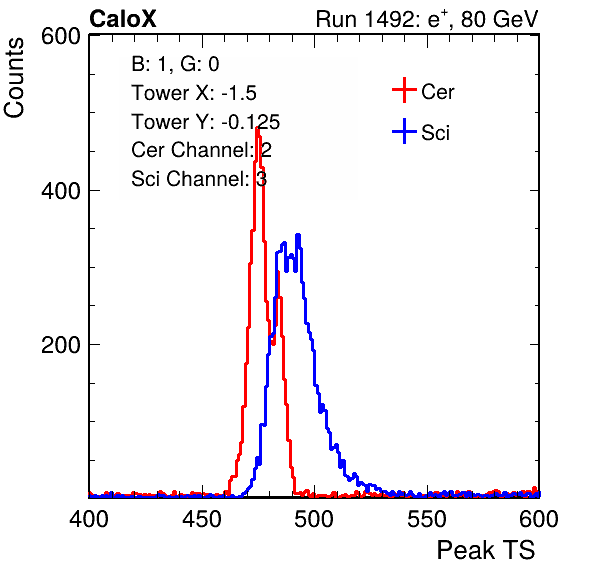 CaloX Run 1492: e+, 80 GeV
600
Counts
B: 1, G: 0
Tower X: -1.5
Cer
Tower Y: -0.125
Sci
Cer Channel: 2
Sci Channel: 3
400
200
400 450 500 550 600
Peak TS